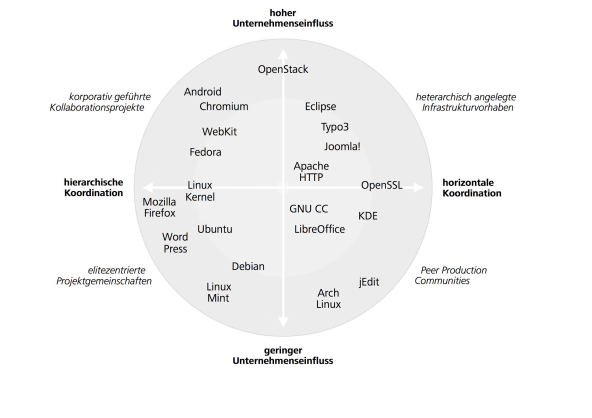 hoher
Unternehmenseinfluss
OpenStack
korporativ geführte
Kollaborationsprojekte
Android
Chromium
Eclipse
heterarchisch angelegte
Infrastrukturvorhaben
WebKit
Typo3
Fedora
Joomla!
Apache
HTTP
hierarchische
Koordination
Linux
Kernel
OpenSSL
horizontale
Koordination
Mozilla
Firefox
GNU CC
KDE
Word
Press
Ubuntu
LibreOffice
elitezentrierte
Projektgemeinschaften
Debian
Peer Production
Communities
Linux
Mint
Arch
Linux
jEdit
geringer
Unternehmenseinfluss